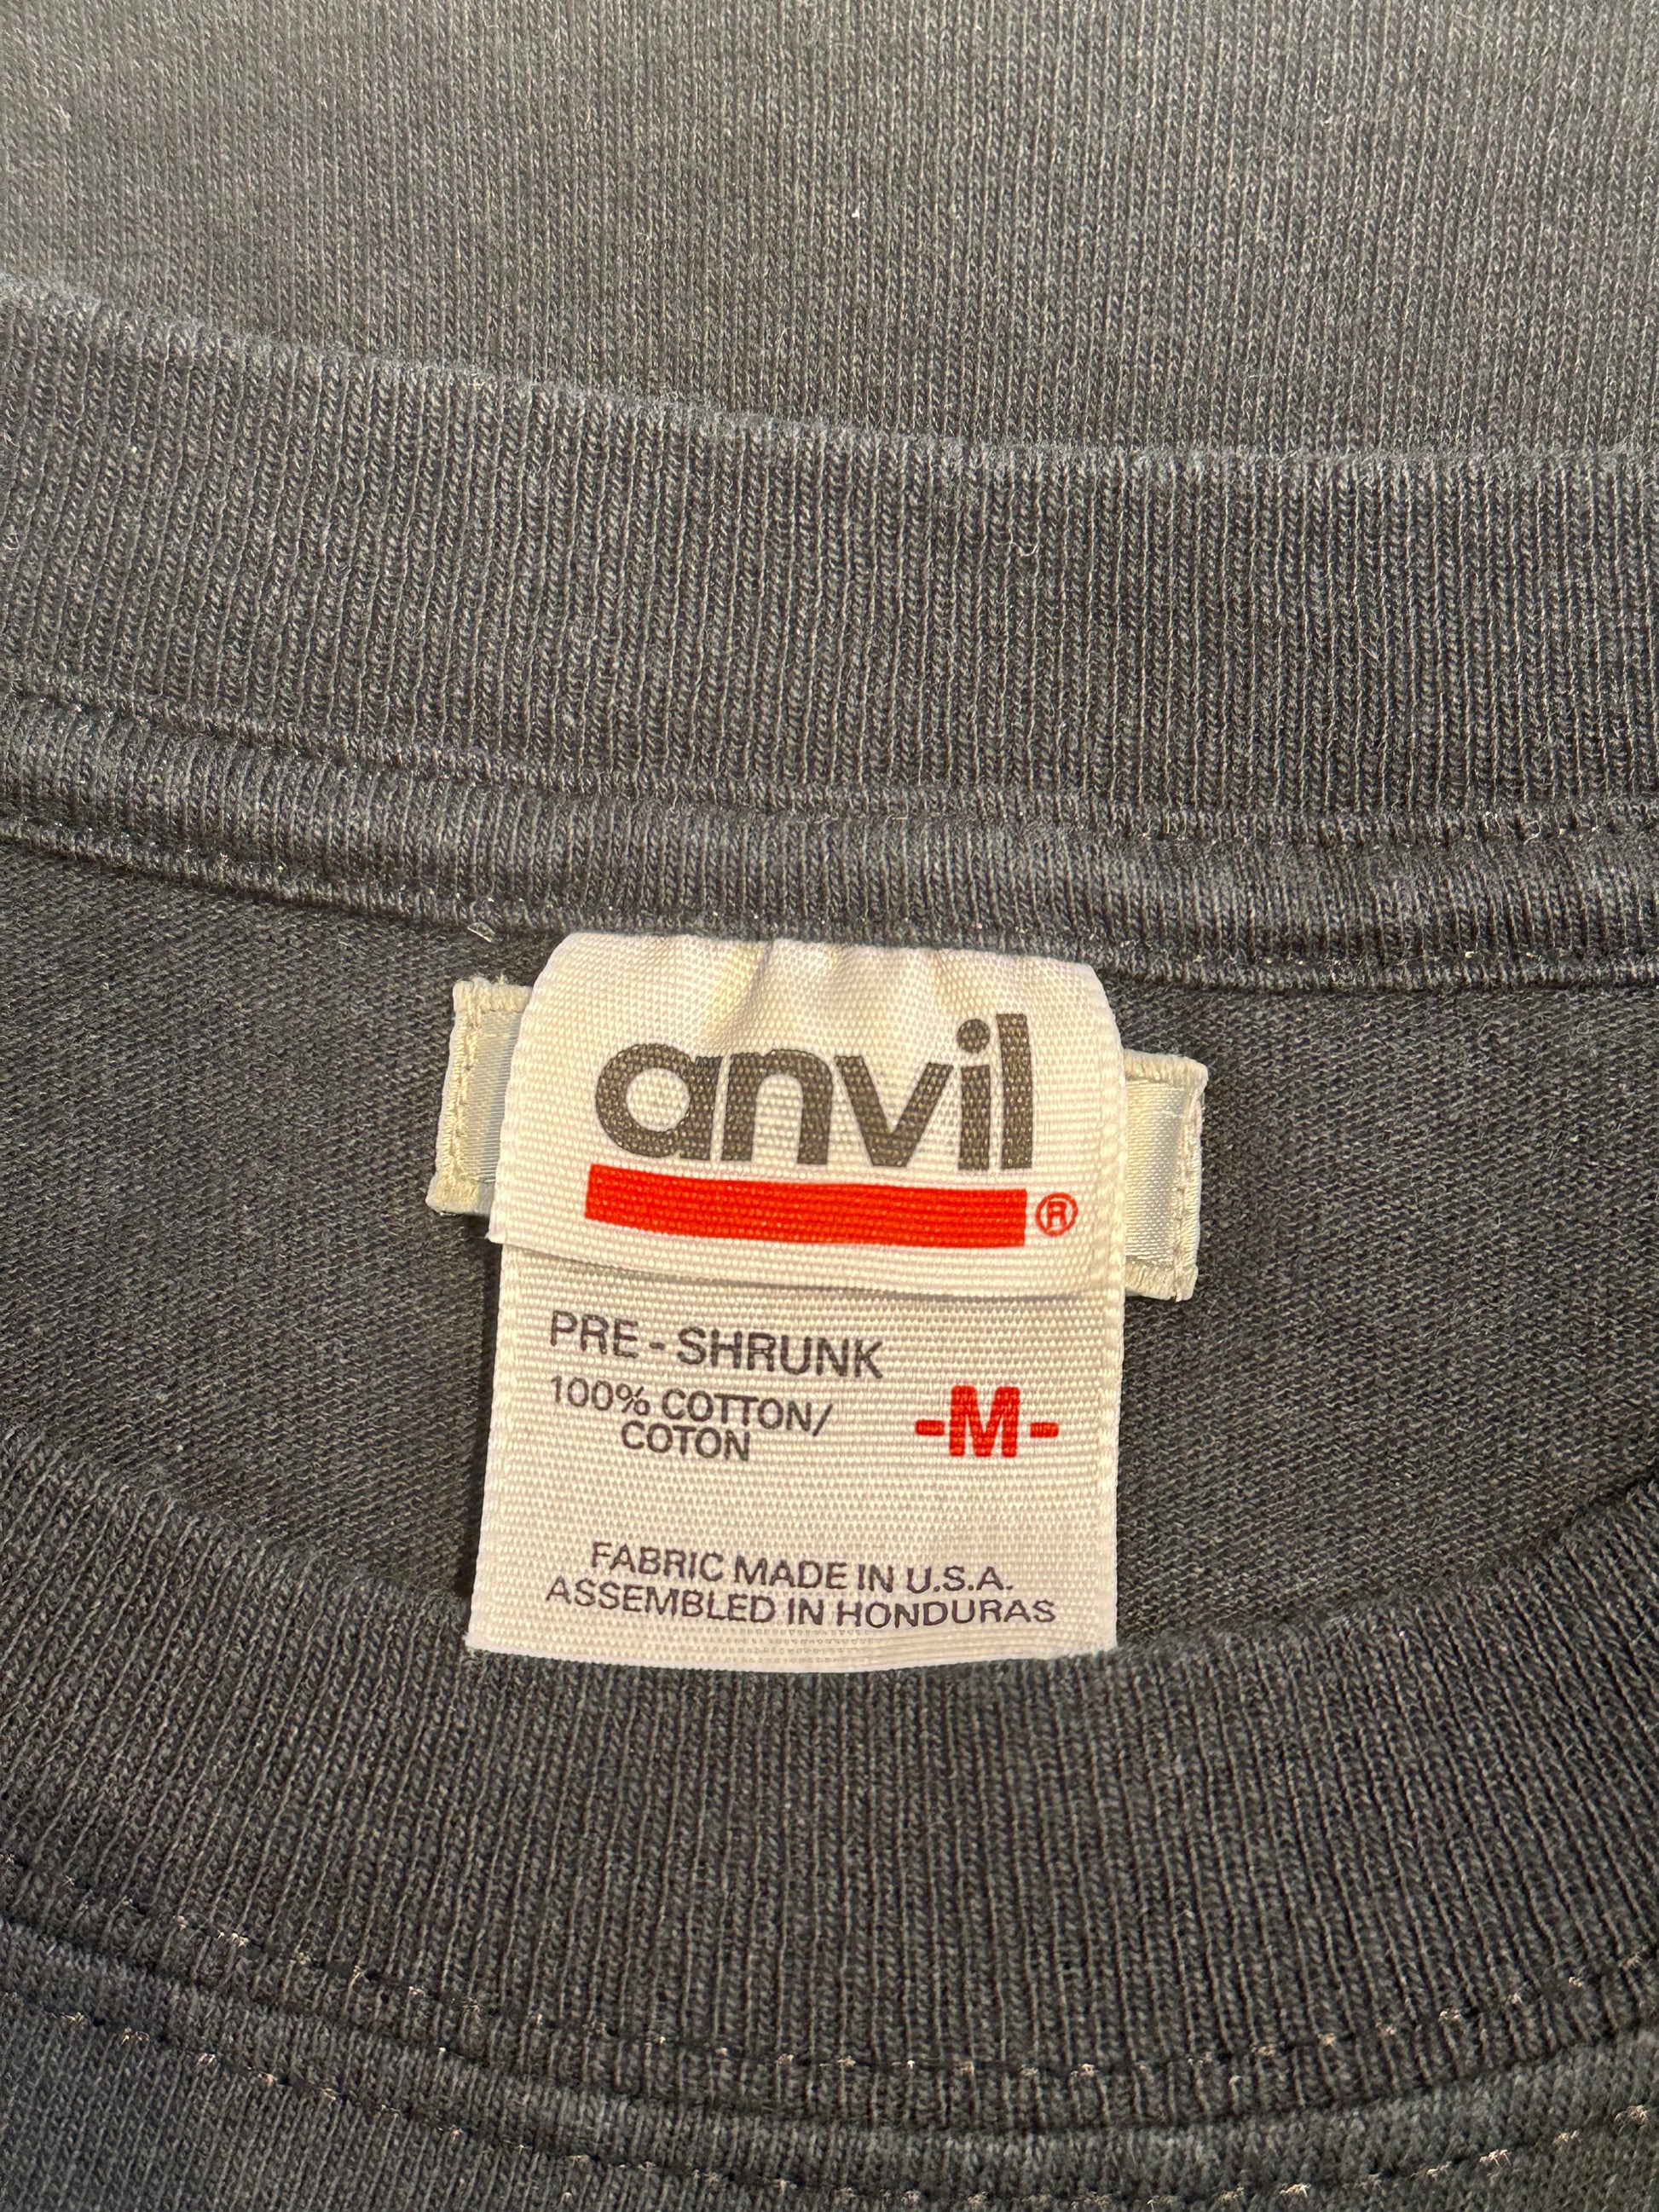 anvil®
PRE-SHRUNK
100% COTTON/
COTON
-M-
FABRIC MADE IN U.S.A.
ASSEMBLED IN HONDURAS